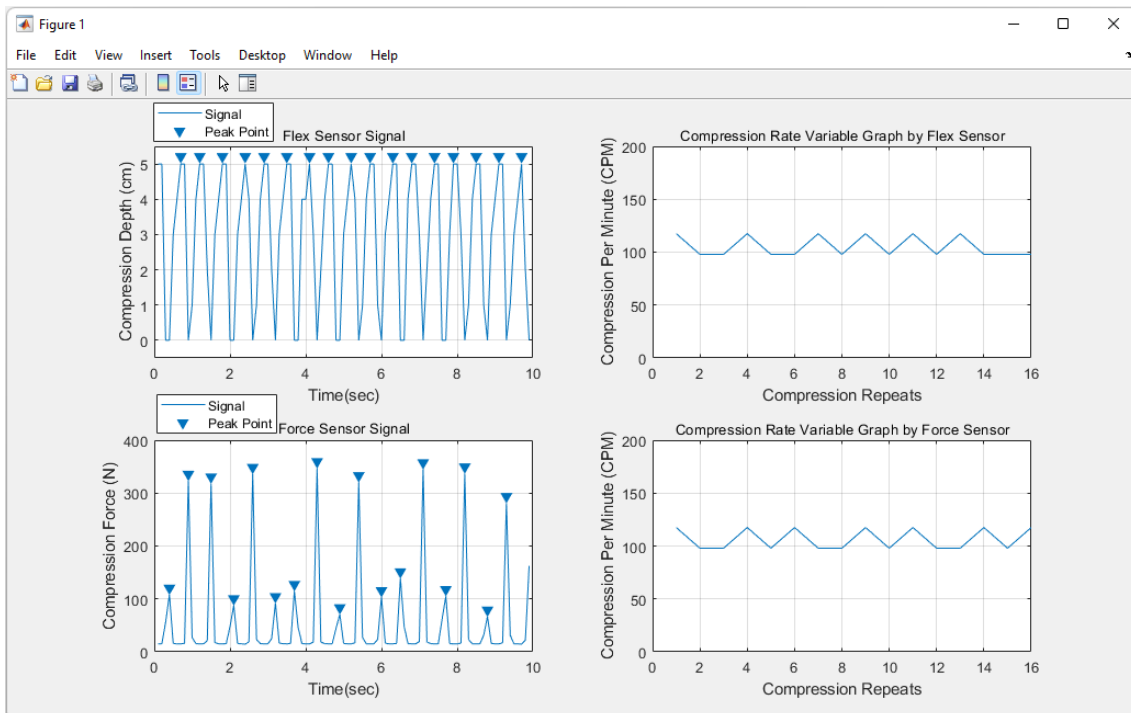 Figure 1
File Edit View Insert Tools Desktop Window Help
Signal
Peak Point
Flex Sensor Signal
Compression Depth (cm)
5
4
3
2
1
0
0 2 4 6 8 10
Time(sec)
Compression Rate Variable Graph by Flex Sensor
Compression Per Minute (CPM)
200
150
100
50
0
0 2 4 6 8 10 12 14 16
Compression Repeats
Signal
Peak Point
Force Sensor Signal
Compression Force (N)
400
300
200
100
0
0 2 4 6 8 10
Time(sec)
Compression Rate Variable Graph by Force Sensor
Compression Per Minute (CPM)
200
150
100
50
0
0 2 4 6 8 10 12 14 16
Compression Repeats